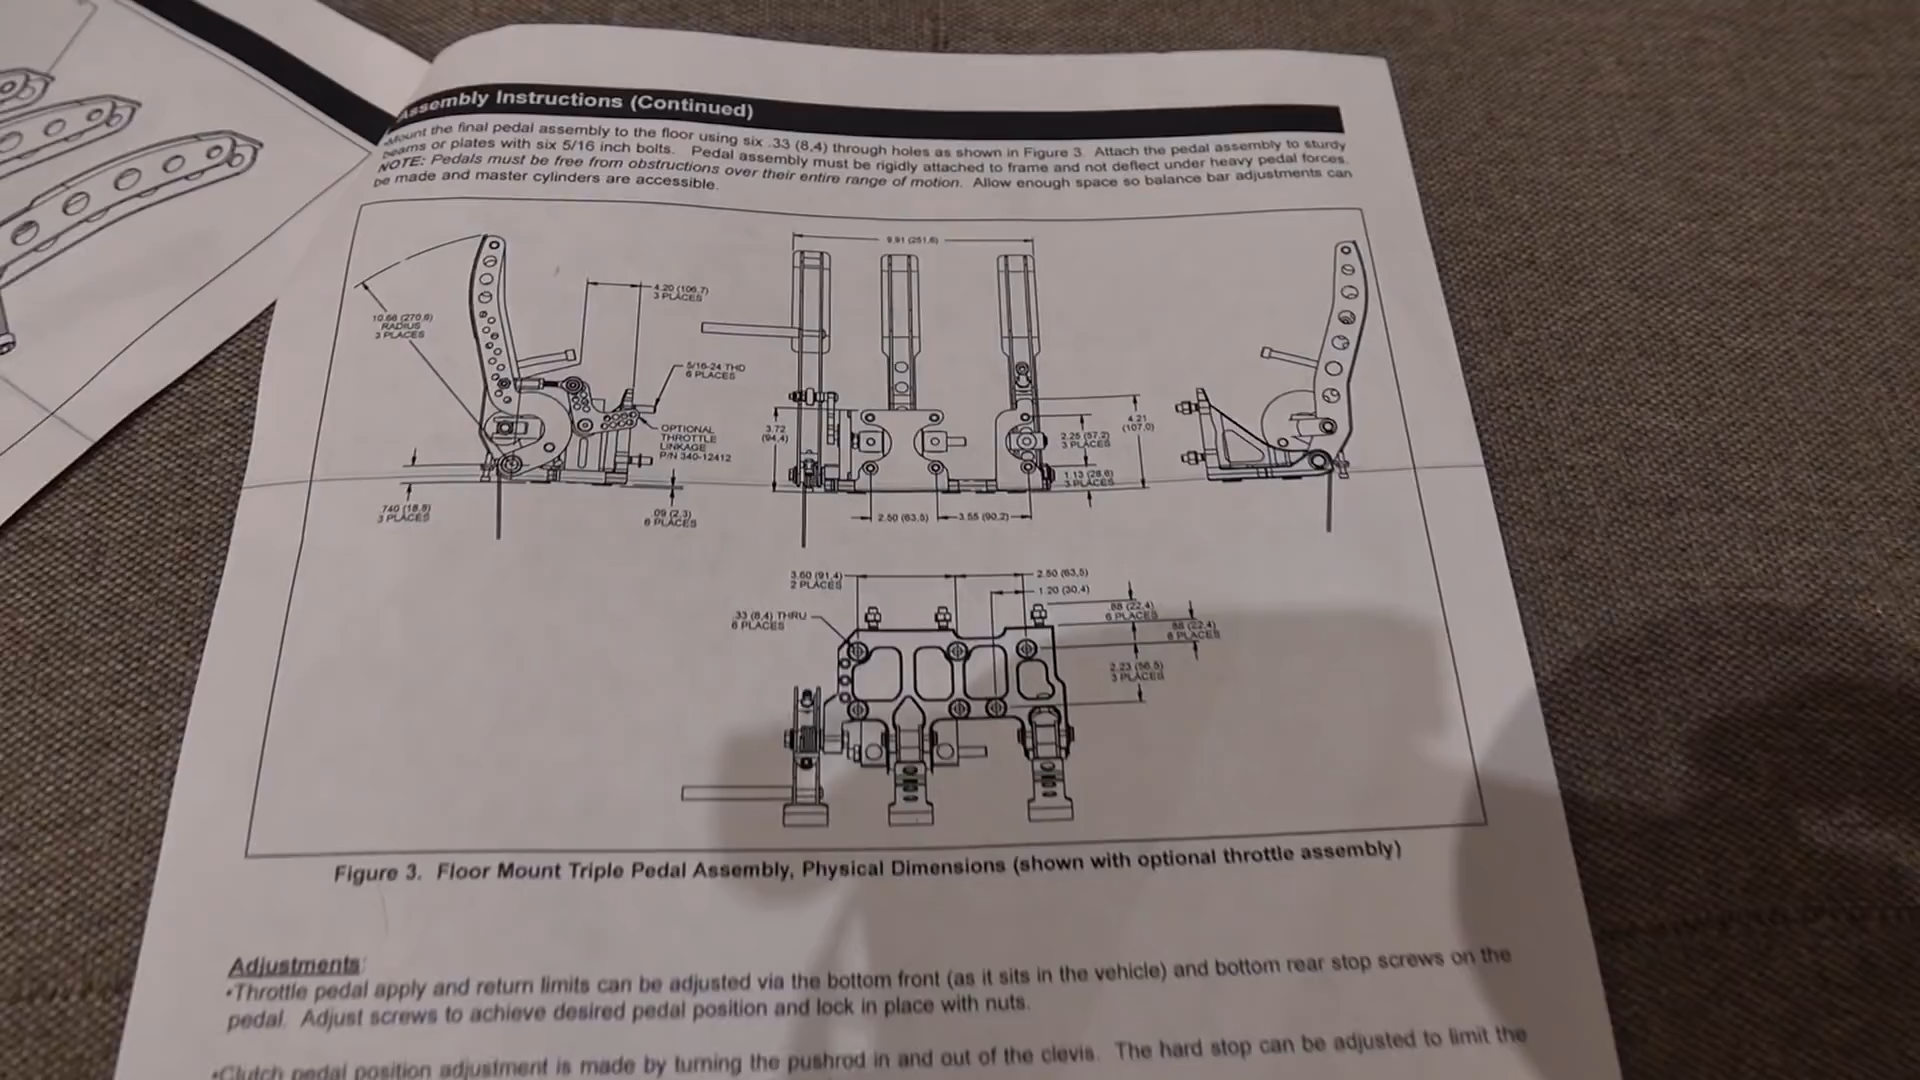 Assembly Instructions (Continued)
•Mount the final pedal assembly to the floor using six .33 (8,4) through holes as shown in Figure 3. Attach the pedal assembly to sturdy
beams or plates with six 5/16 inch bolts. Pedal assembly must be rigidly attached to frame and not deflect under heavy pedal forces.
NOTE: Pedals must be free from obstructions over their entire range of motion. Allow enough space so balance bar adjustments can
be made and master cylinders are accessible.
9.91 (251,6)
4.20 (106,7)
3 PLACES
10.66 (270,8)
RADIUS
3 PLACES
5/16-24 THD
6 PLACES
OPTIONAL
THROTTLE
LINKAGE
P/N 340-12412
3.72
(94,4)
4.21
(107,0)
2.25 (57,2)
3 PLACES
1.13 (28,6)
3 PLACES
.740 (18,8)
3 PLACES
.09 (2,3)
6 PLACES
2.50 (63,5)
3.55 (90,2)
3.60 (91,4)
2 PLACES
2.50 (63,5)
1.20 (30,4)
.33 (8,4) THRU
6 PLACES
.88 (22,4)
6 PLACES
.88 (22,4)
6 PLACES
2.23 (56,5)
3 PLACES
Figure 3. Floor Mount Triple Pedal Assembly, Physical Dimensions (shown with optional throttle assembly)
Adjustments:
•Throttle pedal apply and return limits can be adjusted via the bottom front (as it sits in the vehicle) and bottom rear stop screws on the
pedal. Adjust screws to achieve desired pedal position and lock in place with nuts.
•Clutch pedal position adjustment is made by turning the pushrod in and out of the clevis. The hard stop can be adjusted to limit the